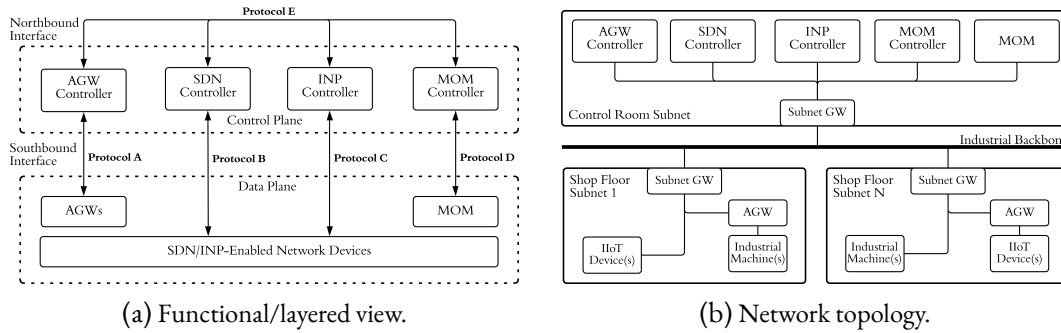 Protocol E
Northbound
Interface
AGW
Controller
SDN
Controller
INP
Controller
MOM
Controller
Control Plane
Southbound
Interface
Protocol A
Protocol B
Protocol C
Protocol D
Data Plane
AGWs
MOM
SDN/INP-Enabled Network Devices
(a) Functional/layered view.
AGW
Controller
SDN
Controller
INP
Controller
MOM
Controller
MOM
Control Room Subnet
Subnet GW
Industrial Backbon
Shop Floor
Subnet 1
Subnet GW
AGW
IIoT
Device(s)
Industrial
Machine(s)
Shop Floor
Subnet N
Subnet GW
AGW
Industrial
Machine(s)
IIoT
Device(s)
(b) Network topology.